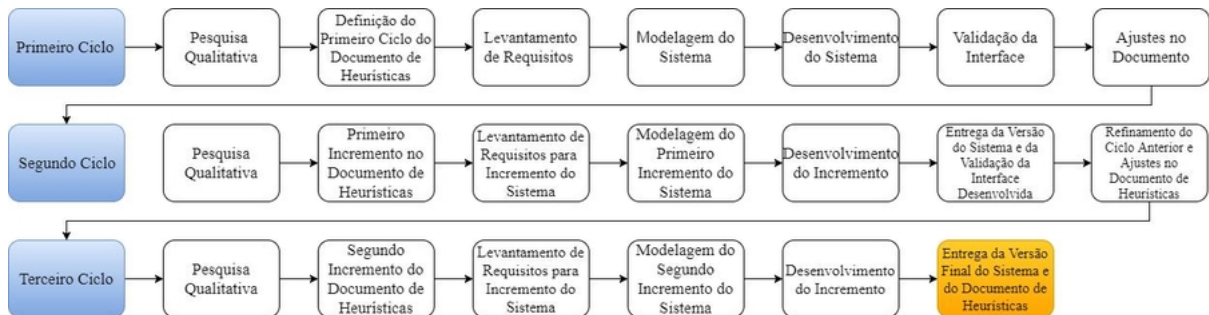 Primeiro Ciclo
Pesquisa
Qualitativa
Definição do
Primeiro Ciclo do
Documento de
Heurísticas
Levantamento
de Requisitos
Modelagem do
Sistema
Desenvolvimento
do Sistema
Validação da
Interface
Ajustes no
Documento
Segundo Ciclo
Pesquisa
Qualitativa
Primeiro
Incremento no
Documento de
Heurísticas
Levantamento de
Requisitos para
Incremento do
Sistema
Modelagem do
Primeiro
Incremento do
Sistema
Desenvolvimento
do Incremento
Entrega da Versão
do Sistema e da
Validação da
Interface
Desenvolvida
Refinamento do
Ciclo Anterior e
Ajustes no
Documento de
Heurísticas
Terceiro Ciclo
Pesquisa
Qualitativa
Segundo
Incremento do
Documento de
Heurísticas
Levantamento de
Requisitos para
Incremento do
Sistema
Modelagem do
Segundo
Incremento do
Sistema
Desenvolvimento
do Incremento
Entrega da Versão
Final do Sistema e
do Documento de
Heurísticas